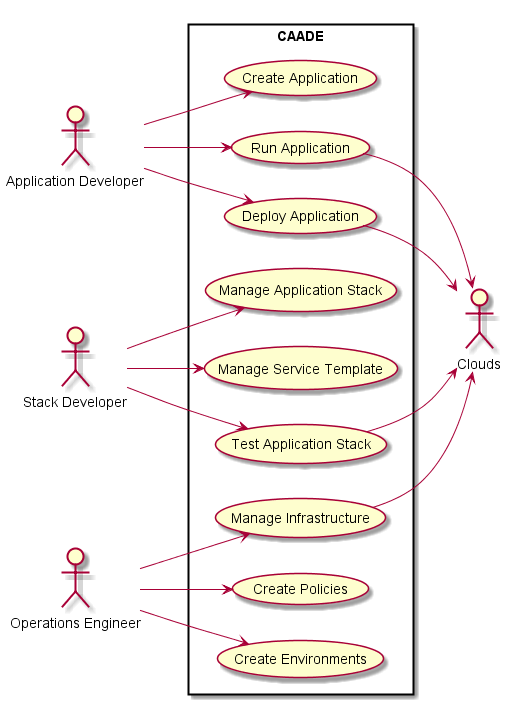 CAADE
Create Application
Run Application
Application Developer
Deploy Application
Manage Application Stack
Clouds
Manage Service Template
Stack Developer
Test Application Stack
Manage Infrastructure
Create Policies
Operations Engineer
Create Environments